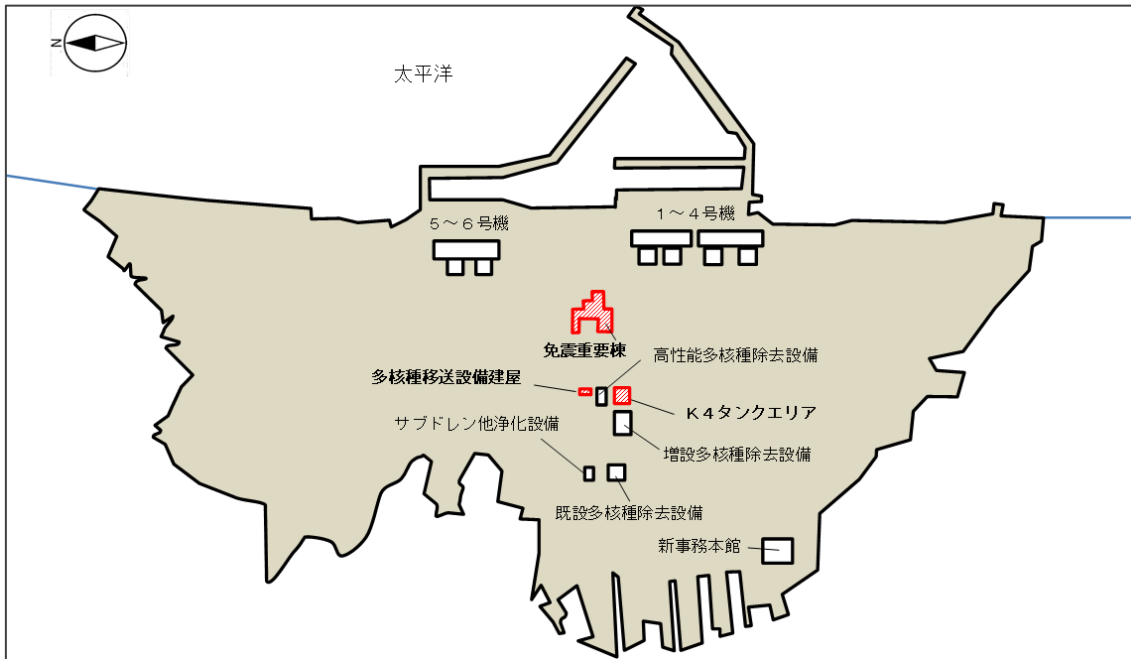 N
太平洋
5～6号機
1～4号機
免震重要棟
高性能多核種除去設備
多核種移送設備建屋
K4タンクエリア
サブドレン他浄化設備
増設多核種除去設備
既設多核種除去設備
新事務本館